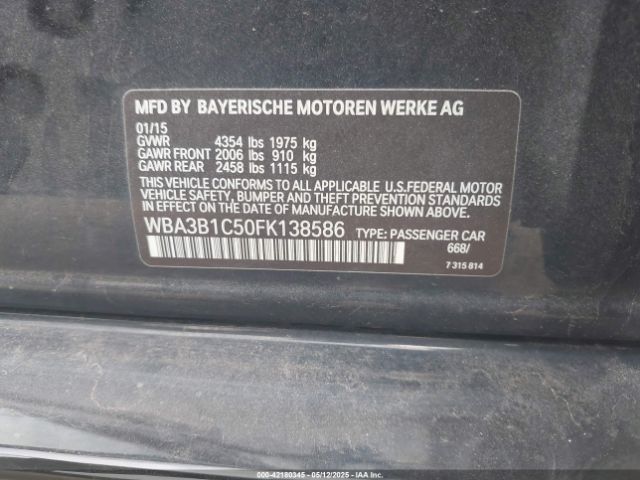 MFD BY BAYERISCHE MOTOREN WERKE AG
01/15
GVWR 4354 lbs 1975 kg
GAWR FRONT 2006 lbs 910 kg
GAWR REAR 2458 lbs 1115 kg
THIS VEHICLE CONFORMS TO ALL APPLICABLE U.S.FEDERAL MOTOR
VEHICLE SAFETY, BUMPER AND THEFT PREVENTION STANDARDS
IN EFFECT ON THE DATE OF MANUFACTURE SHOWN ABOVE.
WBA3B1C50FK138586 TYPE: PASSENGER CAR
668/
7 315 814
000-42180345 - 05/12/2025 - IAAI.CA